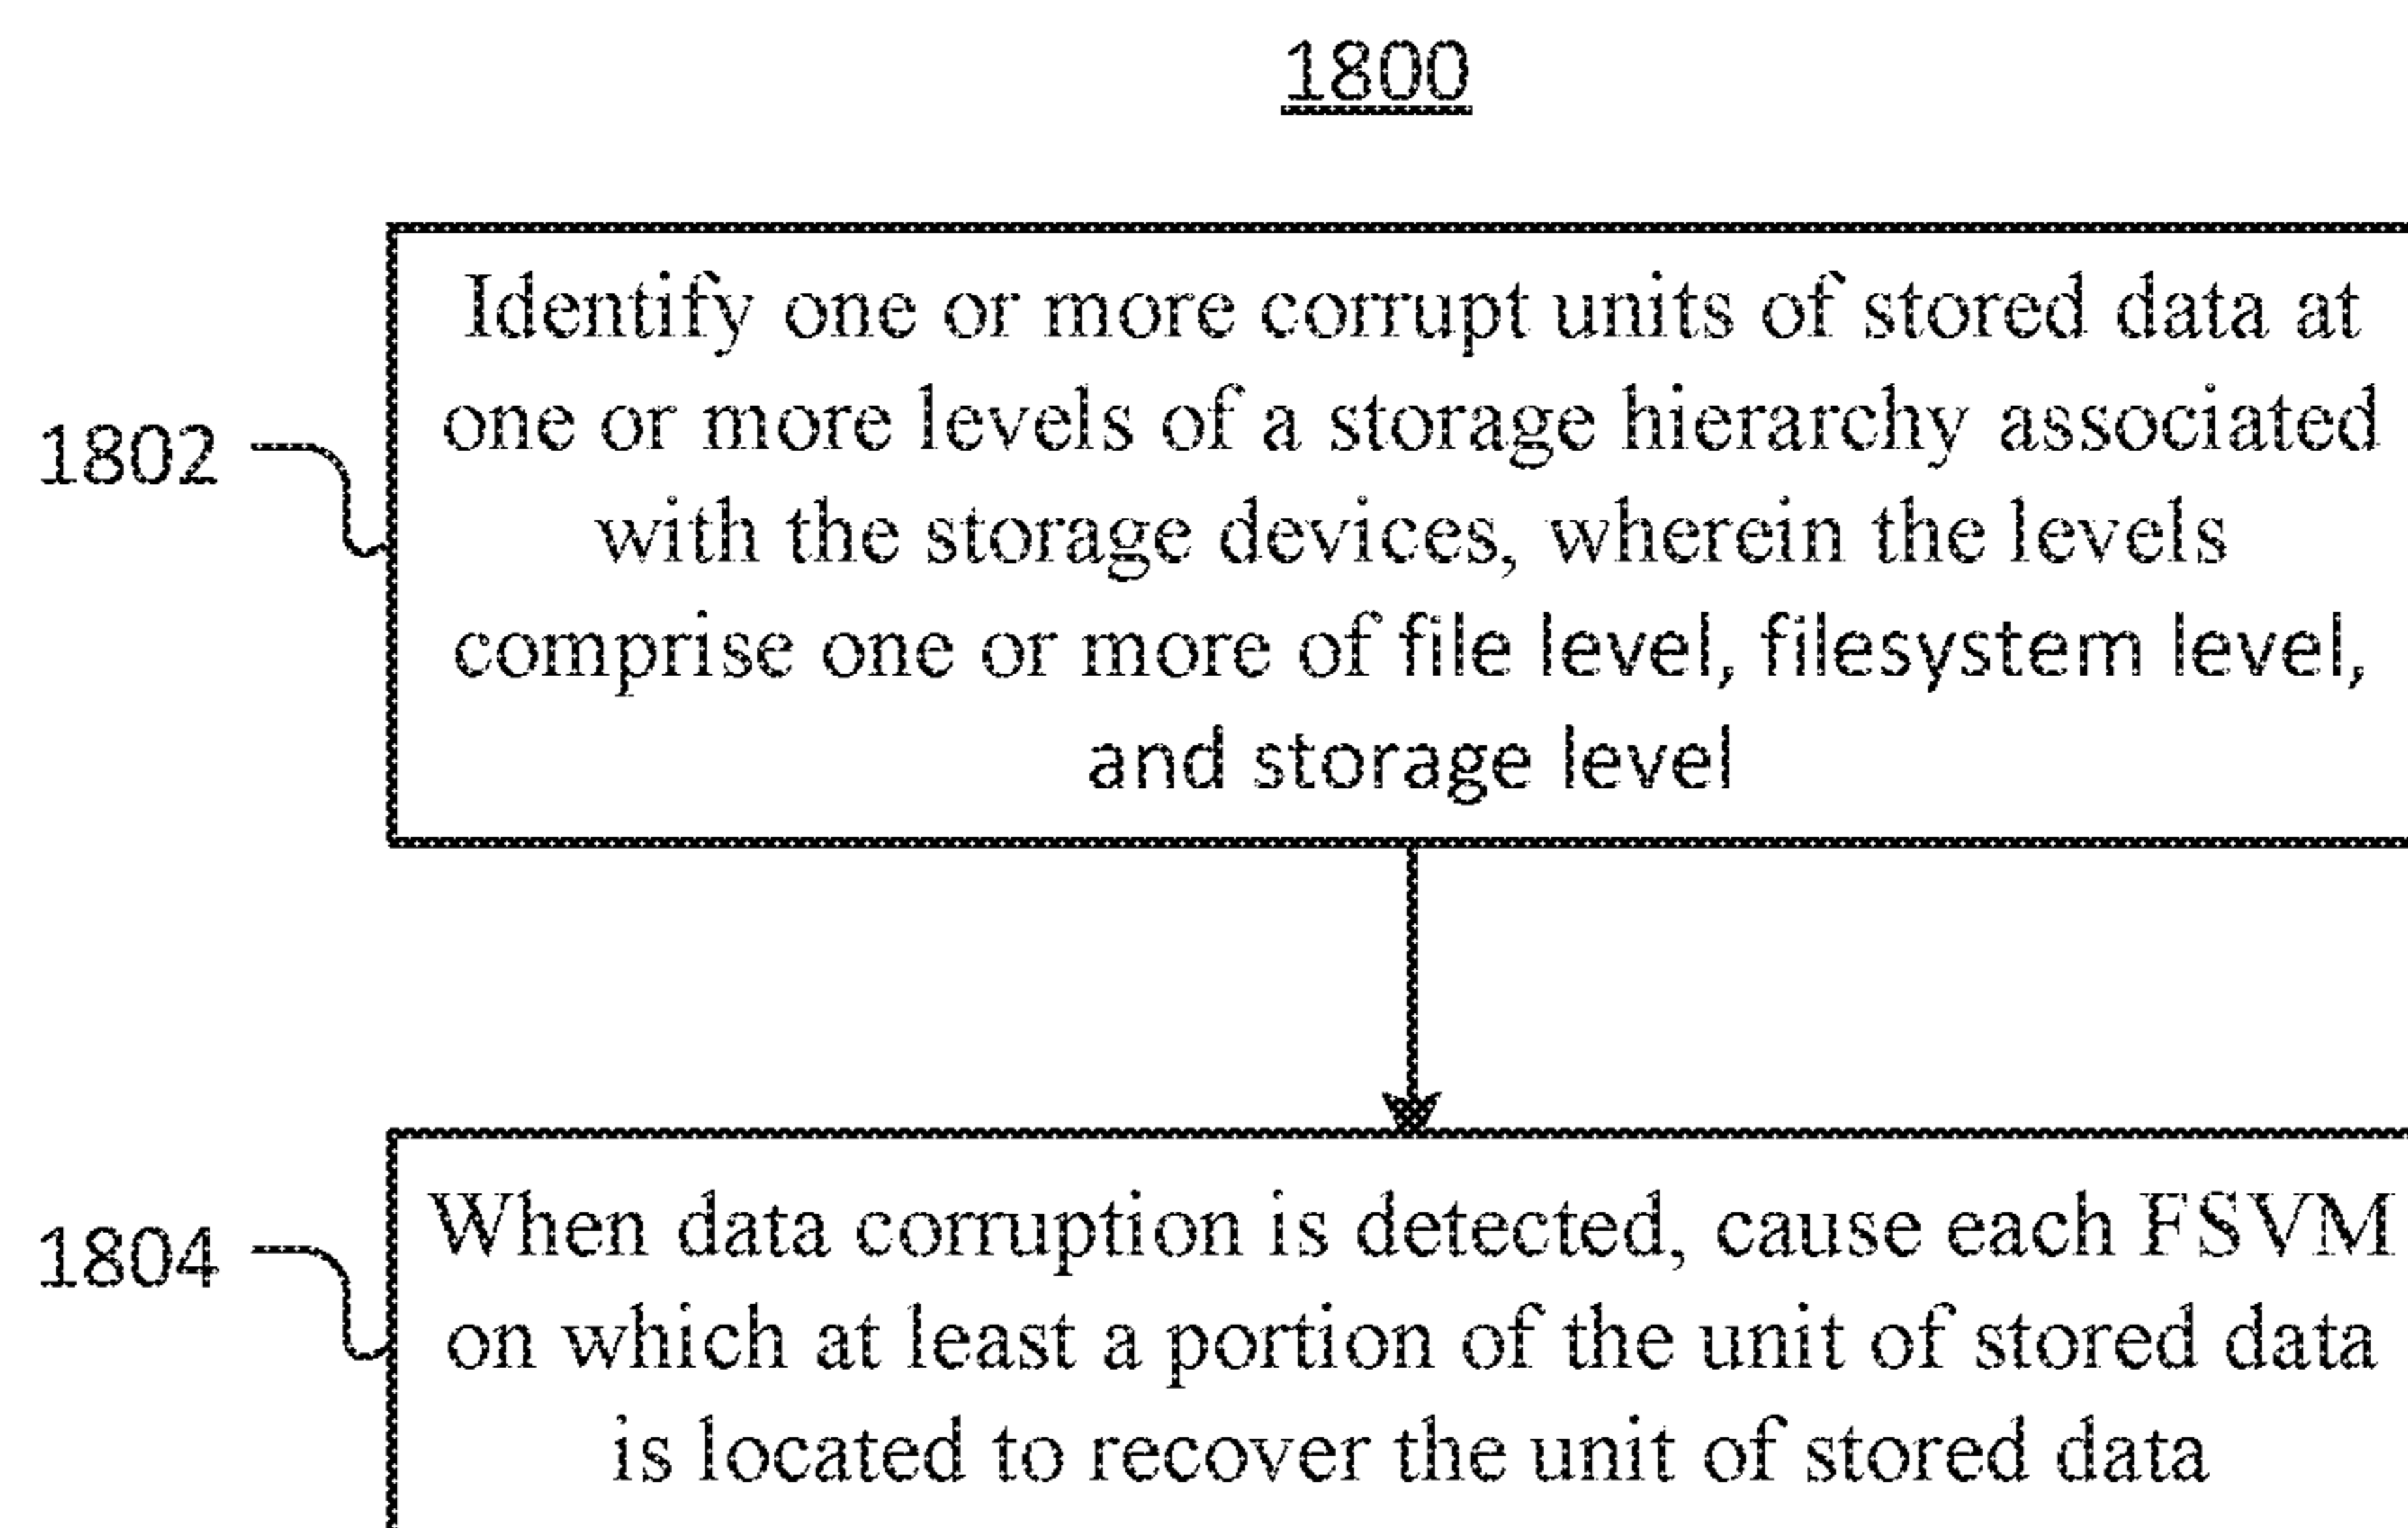 1800
Identify one or more corrupt units of stored data at
one or more levels of a storage hierarchy associated
1802
with the storage devices, wherein the levels
comprise one or more of file level, filesystem level,
and storage level
When data corruption is detected, cause each FSVM
1804
on which at least a portion of the unit of stored data
is located to recover the unit of stored data